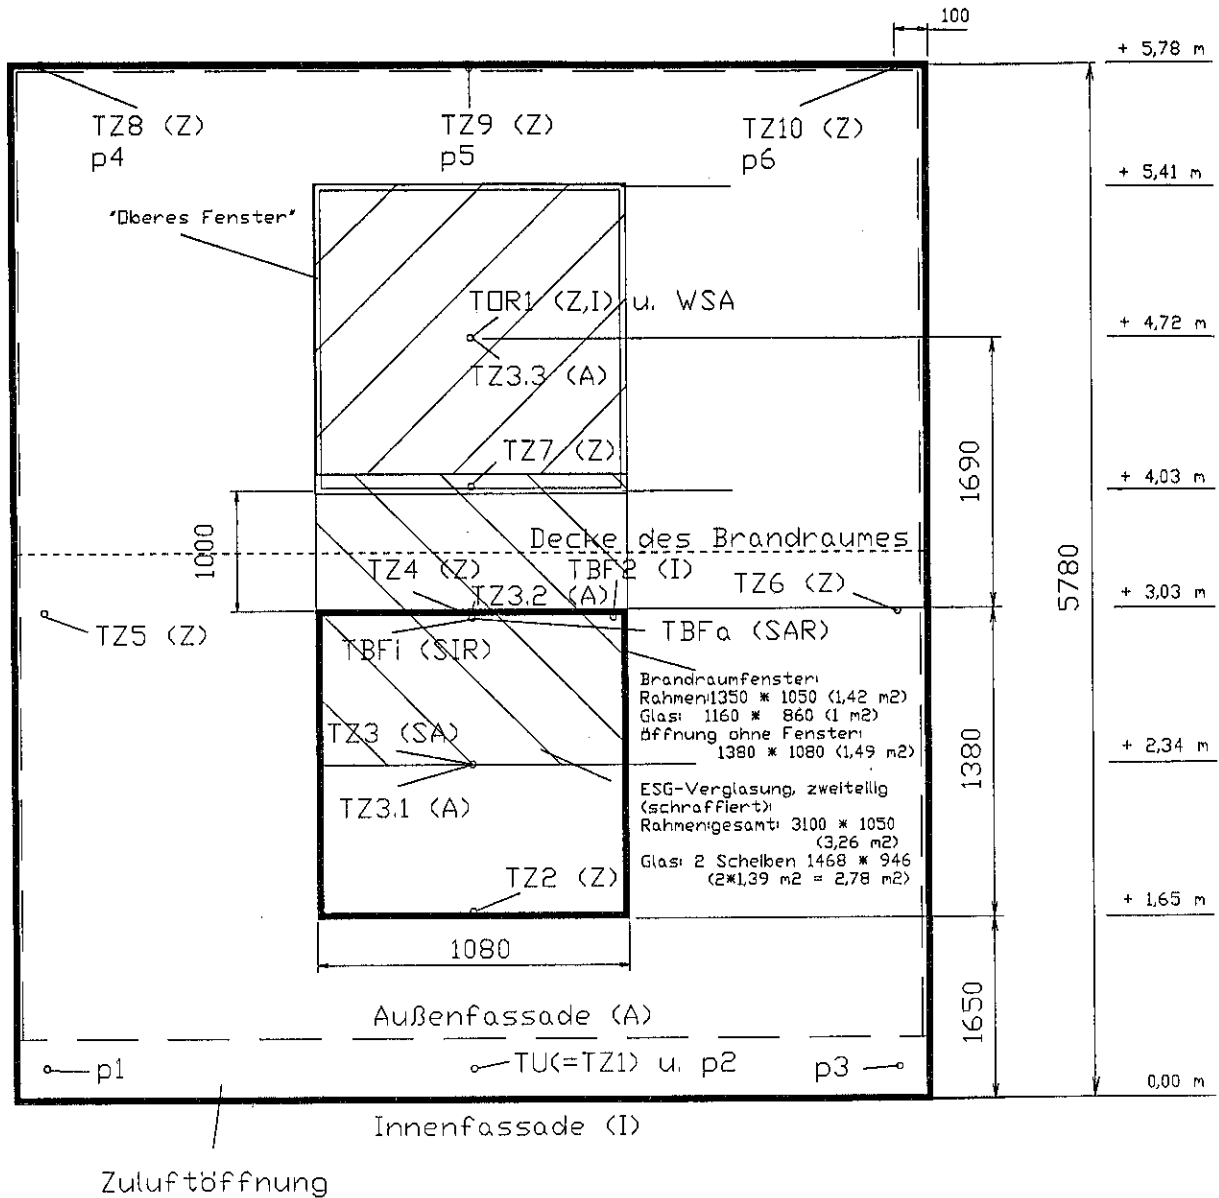 100
+ 5,78 m
TZ8 (Z)
p4
TZ9 (Z)
p5
TZ10 (Z)
p6
+ 5,41 m
"Oberes Fenster"
TOR1 (Z,I) u. WSA
+ 4,72 m
TZ3.3 (A)
TZ7 (Z)
1690
+ 4,03 m
1000
Decke des Brandraumes
TZ4 (Z)
TBF2 (I)
TZ6 (Z)
5780
TZ3.2 (A)
+ 3,03 m
TZ5 (Z)
TBFi (SIR)
TBFa (SAR)
Brandraumfenster:
Rahmen:1350 * 1050 (1,42 m2)
Glas: 1160 * 860 (1 m2)
Öffnung ohne Fenster:
1380 * 1080 (1,49 m2)
TZ3 (SA)
1380
+ 2,34 m
TZ3.1 (A)
ESG-Verglasung, zweiteilig
(schraffiert):
Rahmen:gesamt: 3100 * 1050
(3,26 m2)
Glas: 2 Scheiben 1468 * 946
(2*1,39 m2 = 2,78 m2)
TZ2 (Z)
+ 1,65 m
1080
1650
Außenfassade (A)
p1
TU(=TZ1) u. p2
p3
0,00 m
Innenfassade (I)
Zuluftöffnung